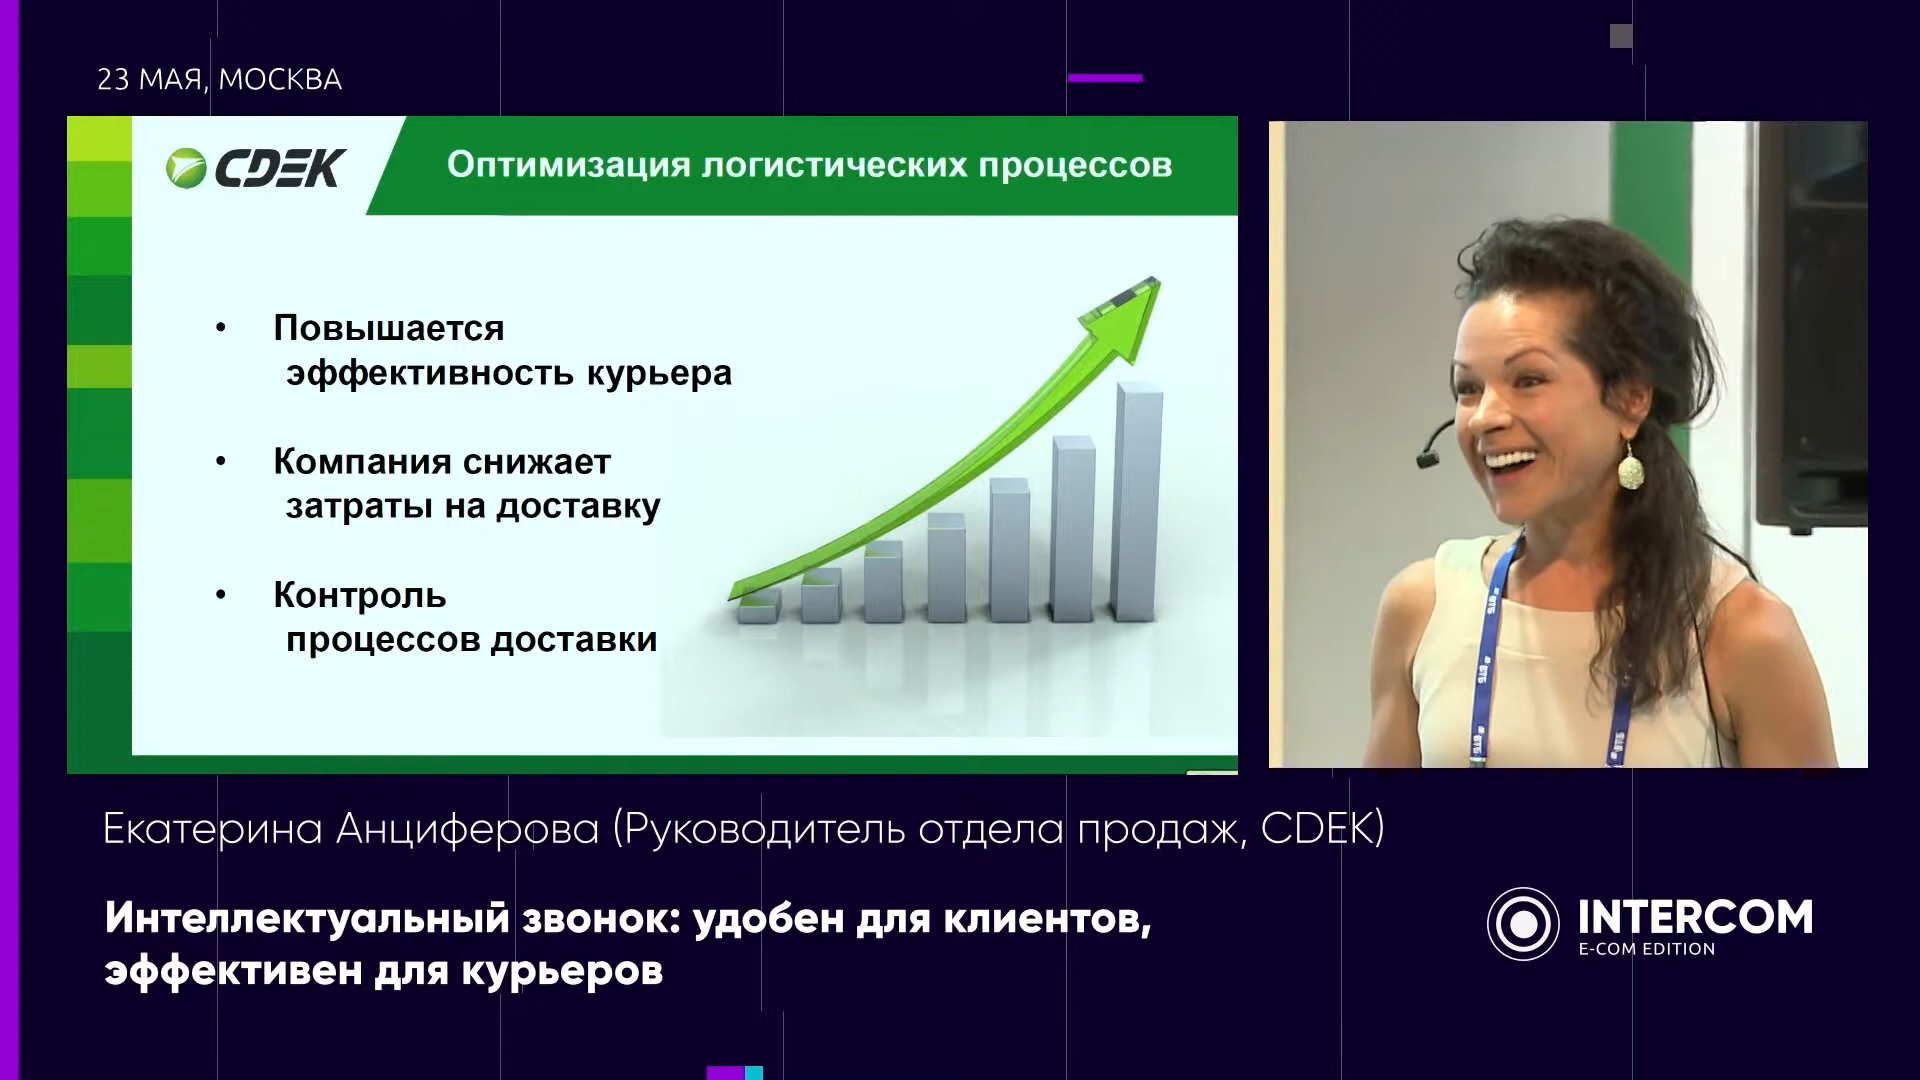 23 МАЯ, МОСКВА
CDEK
Оптимизация логистических процессов
• Повышается
эффективность курьера
• Компания снижает
затраты на доставку
• Контроль
процессов доставки
Екатерина Анциферова (Руководитель отдела продаж, CDEK)
Интеллектуальный звонок: удобен для клиентов,
эффективен для курьеров
INTERCOM
E-COM EDITION